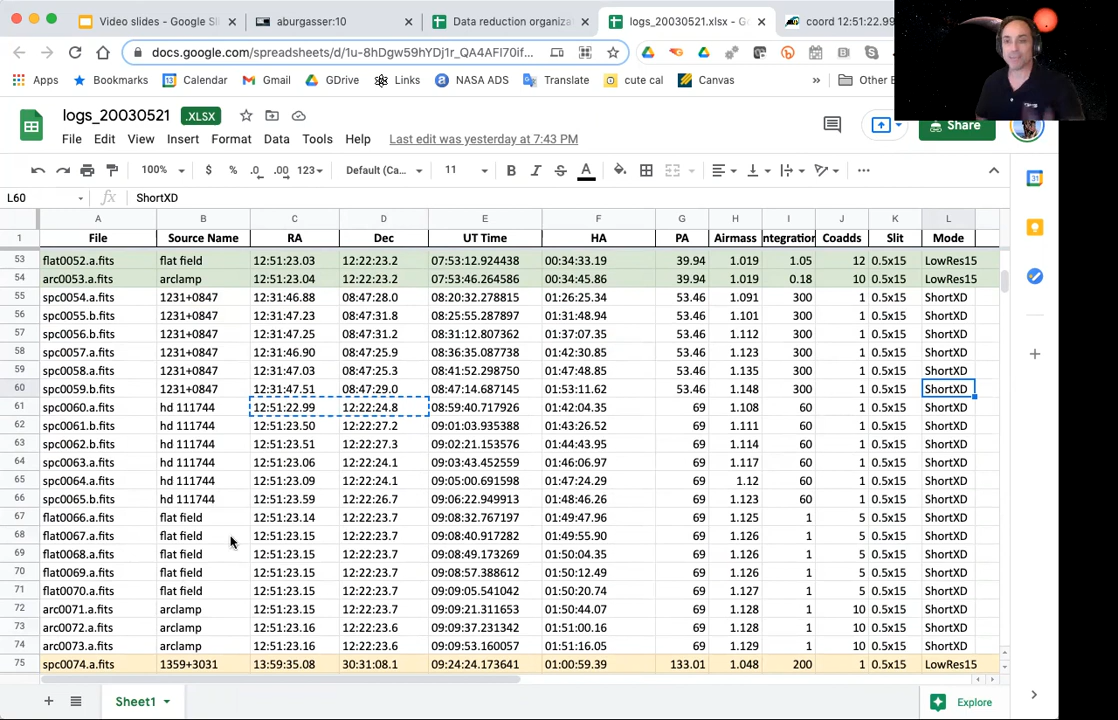 Video slides - Google Sl
aburgasser:10
Data reduction organiza
logs_20030521.xlsx - Go
coord 12:51:22.99
docs.google.com/spreadsheets/d/1u-8hDgw59hYDj1r_QA4AFl70if...
Apps Bookmarks Calendar Gmail GDrive Links NASA ADS Translate cute cal Canvas » Other B
logs_20030521 .XLSX
File Edit View Insert Format Data Tools Help Last edit was yesterday at 7:43 PM
Share
100% $ % .0 .00 123 Default (Ca... 11 B I S A
L60 fx ShortXD
A B C D E F G H I J K L
1 File Source Name RA Dec UT Time HA PA Airmass ntegration Coadds Slit Mode
53 flat0052.a.fits flat field 12:51:23.03 12:22:23.2 07:53:12.924438 00:34:33.19 39.94 1.019 1.05 12 0.5x15 LowRes15
54 arc0053.a.fits arclamp 12:51:23.04 12:22:23.2 07:53:46.264586 00:34:45.86 39.94 1.019 0.18 10 0.5x15 LowRes15
55 spc0054.a.fits 1231+0847 12:31:46.88 08:47:28.0 08:20:32.278815 01:26:25.34 53.46 1.091 300 1 0.5x15 ShortXD
56 spc0055.b.fits 1231+0847 12:31:47.23 08:47:31.8 08:25:55.287897 01:31:48.94 53.46 1.101 300 1 0.5x15 ShortXD
57 spc0056.b.fits 1231+0847 12:31:47.25 08:47:31.2 08:31:12.807362 01:37:07.35 53.46 1.112 300 1 0.5x15 ShortXD
58 spc0057.a.fits 1231+0847 12:31:46.90 08:47:25.9 08:36:35.087738 01:42:30.85 53.46 1.123 300 1 0.5x15 ShortXD
59 spc0058.a.fits 1231+0847 12:31:47.03 08:47:25.3 08:41:52.298750 01:47:48.85 53.46 1.135 300 1 0.5x15 ShortXD
60 spc0059.b.fits 1231+0847 12:31:47.51 08:47:29.0 08:47:14.687145 01:53:11.62 53.46 1.148 300 1 0.5x15 ShortXD
61 spc0060.a.fits hd 111744 12:51:22.99 12:22:24.8 08:59:40.717926 01:42:04.35 69 1.108 60 1 0.5x15 ShortXD
62 spc0061.b.fits hd 111744 12:51:23.50 12:22:27.2 09:01:03.935388 01:43:26.52 69 1.111 60 1 0.5x15 ShortXD
63 spc0062.b.fits hd 111744 12:51:23.51 12:22:27.3 09:02:21.153576 01:44:43.95 69 1.114 60 1 0.5x15 ShortXD
64 spc0063.a.fits hd 111744 12:51:23.06 12:22:24.1 09:03:43.452559 01:46:06.97 69 1.117 60 1 0.5x15 ShortXD
65 spc0064.a.fits hd 111744 12:51:23.09 12:22:24.1 09:05:00.691598 01:47:24.29 69 1.12 60 1 0.5x15 ShortXD
66 spc0065.b.fits hd 111744 12:51:23.59 12:22:26.7 09:06:22.949913 01:48:46.26 69 1.123 60 1 0.5x15 ShortXD
67 flat0066.a.fits flat field 12:51:23.14 12:22:23.7 09:08:32.767197 01:49:47.96 69 1.125 1 5 0.5x15 ShortXD
68 flat0067.a.fits flat field 12:51:23.15 12:22:23.7 09:08:40.917282 01:49:55.90 69 1.126 1 5 0.5x15 ShortXD
69 flat0068.a.fits flat field 12:51:23.15 12:22:23.7 09:08:49.173269 01:50:04.35 69 1.126 1 5 0.5x15 ShortXD
70 flat0069.a.fits flat field 12:51:23.15 12:22:23.7 09:08:57.388612 01:50:12.49 69 1.126 1 5 0.5x15 ShortXD
71 flat0070.a.fits flat field 12:51:23.15 12:22:23.7 09:09:05.541042 01:50:20.74 69 1.127 1 5 0.5x15 ShortXD
72 arc0071.a.fits arclamp 12:51:23.15 12:22:23.7 09:09:21.311653 01:50:44.07 69 1.128 1 10 0.5x15 ShortXD
73 arc0072.a.fits arclamp 12:51:23.16 12:22:23.6 09:09:37.231342 01:51:00.16 69 1.128 1 10 0.5x15 ShortXD
74 arc0073.a.fits arclamp 12:51:23.16 12:22:23.6 09:09:53.160057 01:51:16.05 69 1.129 1 10 0.5x15 ShortXD
75 spc0074.a.fits 1359+3031 13:59:35.08 30:31:08.1 09:24:24.173641 01:00:59.39 133.01 1.048 200 1 0.5x15 LowRes15
Sheet1 Explore